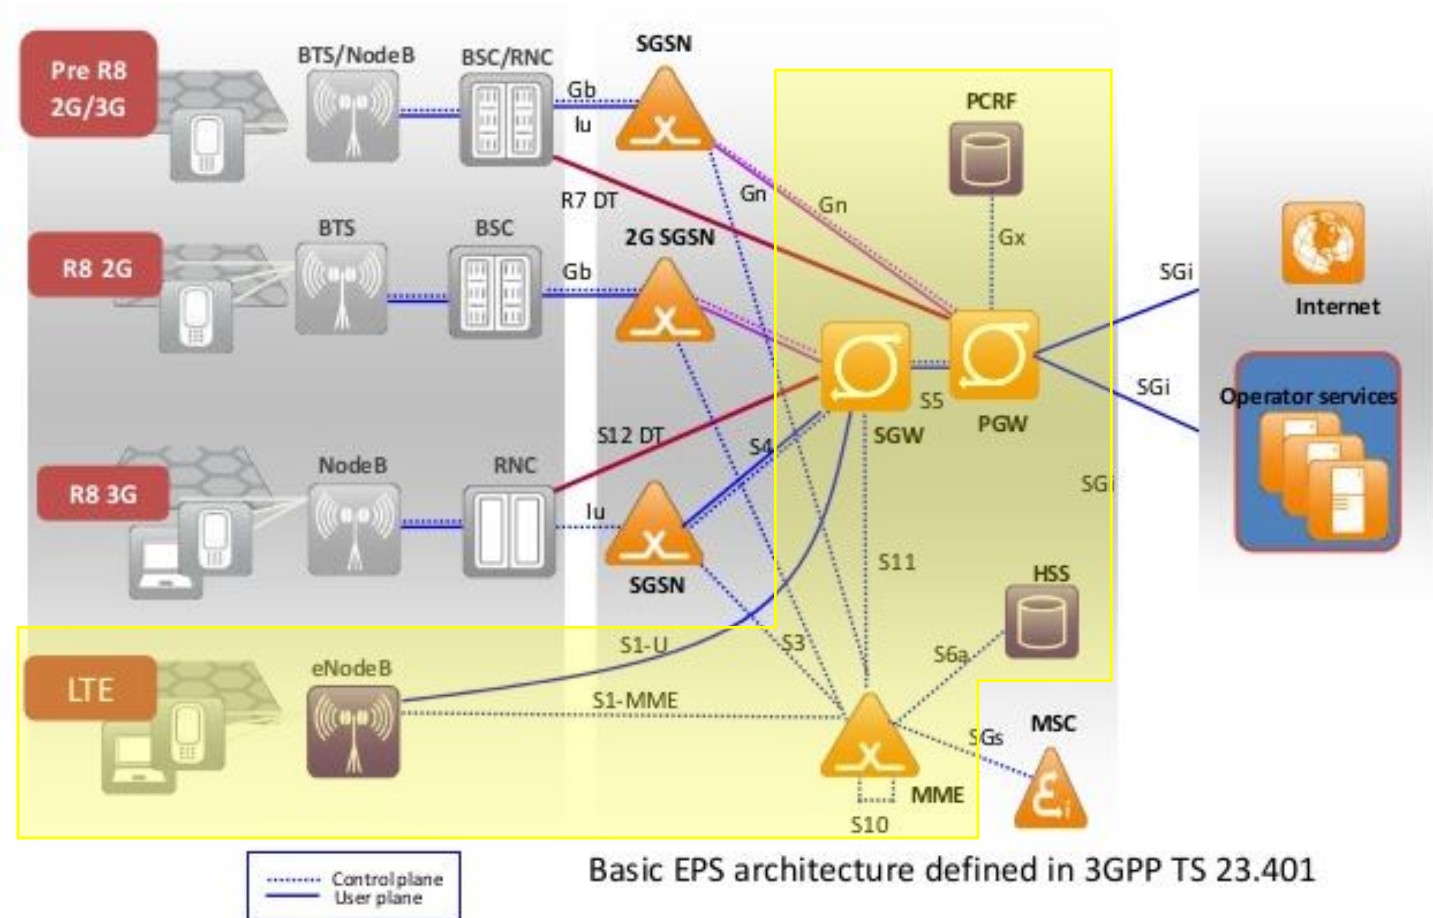 SGSN
Pre R8
2G/3G
BTS/NodeB
BSC/RNC
Gb
Iu
PCRF
R7 DT
Gn
Gn
Gx
R8 2G
BTS
BSC
Gb
2G SGSN
SGi
Internet
S5
SGW
PGW
SGi
Operator services
S12 DT
S4
R8 3G
NodeB
RNC
Iu
SGSN
SGi
S11
HSS
S1-U
S3
S6a
LTE
eNodeB
S1-MME
SGs
MSC
MME
S10
Control plane
User plane
Basic EPS architecture defined in 3GPP TS 23.401